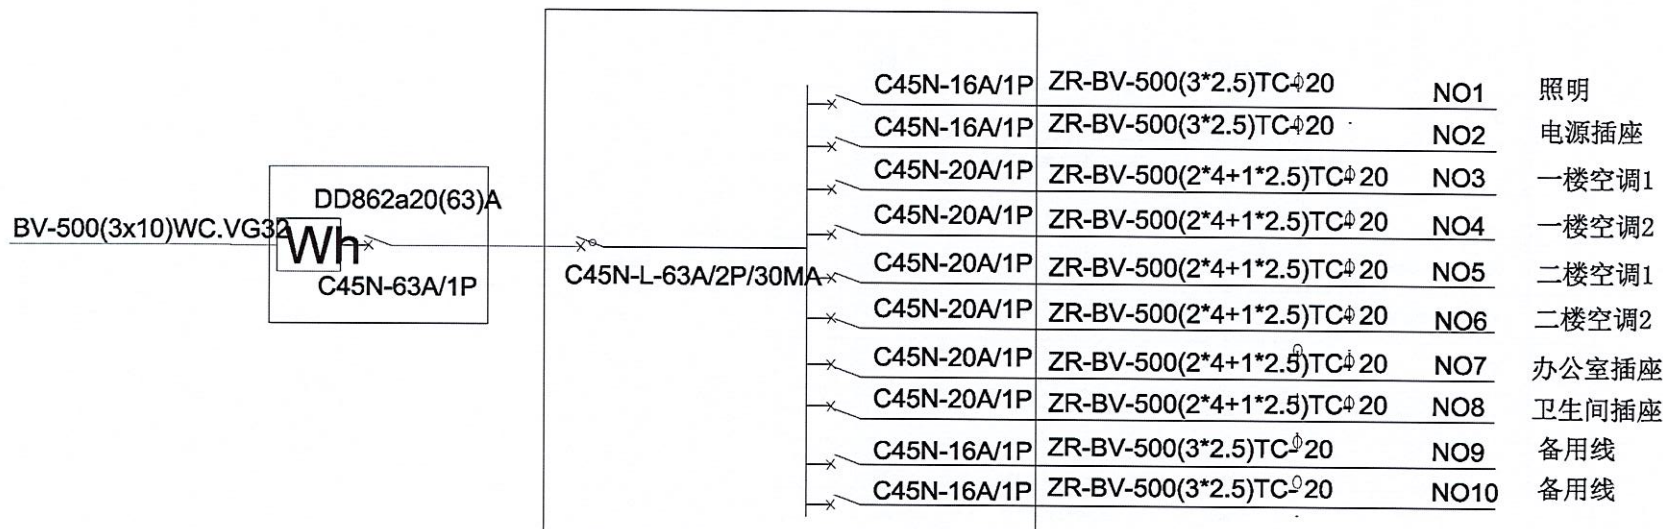 C45N-16A/1P ZR-BV-500(3*2.5)TCφ20 NO1 照明
C45N-16A/1P ZR-BV-500(3*2.5)TCφ20 NO2 电源插座
C45N-20A/1P ZR-BV-500(2*4+1*2.5)TCφ20 NO3 一楼空调1
DD862a20(63)A
BV-500(3x10)WC.VG32
Wh
C45N-20A/1P ZR-BV-500(2*4+1*2.5)TCφ20 NO4 一楼空调2
C45N-63A/1P
C45N-L-63A/2P/30MA
C45N-20A/1P ZR-BV-500(2*4+1*2.5)TCφ20 NO5 二楼空调1
C45N-20A/1P ZR-BV-500(2*4+1*2.5)TCφ20 NO6 二楼空调2
C45N-20A/1P ZR-BV-500(2*4+1*2.5)TCφ20 NO7 办公室插座
C45N-20A/1P ZR-BV-500(2*4+1*2.5)TCφ20 NO8 卫生间插座
C45N-16A/1P ZR-BV-500(3*2.5)TCφ20 NO9 备用线
C45N-16A/1P ZR-BV-500(3*2.5)TCφ20 NO10 备用线